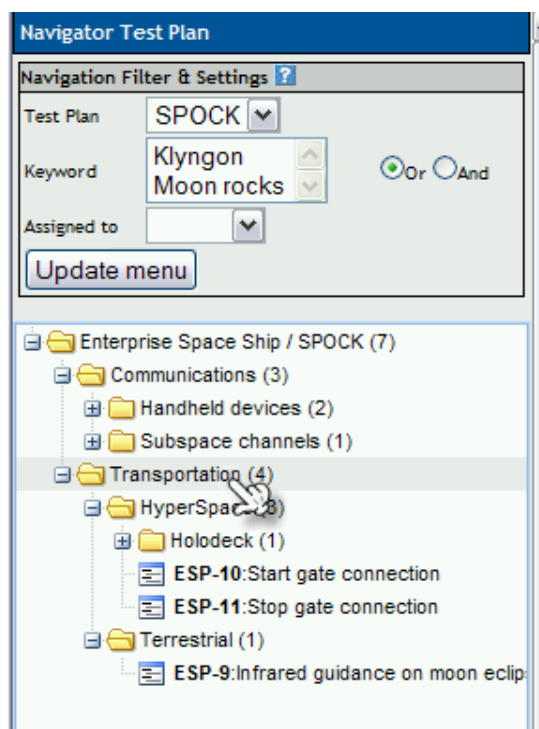 Navigator Test Plan
Navigation Filter & Settings ?
Test Plan SPOCK
Keyword Klyngon
Moon rocks
Or And
Assigned to
Update menu
Enterprise Space Ship / SPOCK (7)
Communications (3)
Handheld devices (2)
Subspace channels (1)
Transportation (4)
HyperSpace (3)
Holodeck (1)
ESP-10:Start gate connection
ESP-11:Stop gate connection
Terrestrial (1)
ESP-9:Infrared guidance on moon eclip